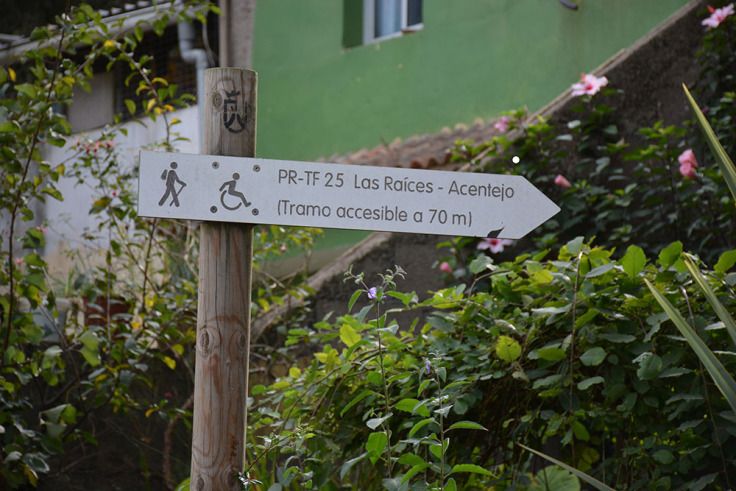 PR-TF 25 Las Raíces - Acentejo
(Tramo accesible a 70 m)